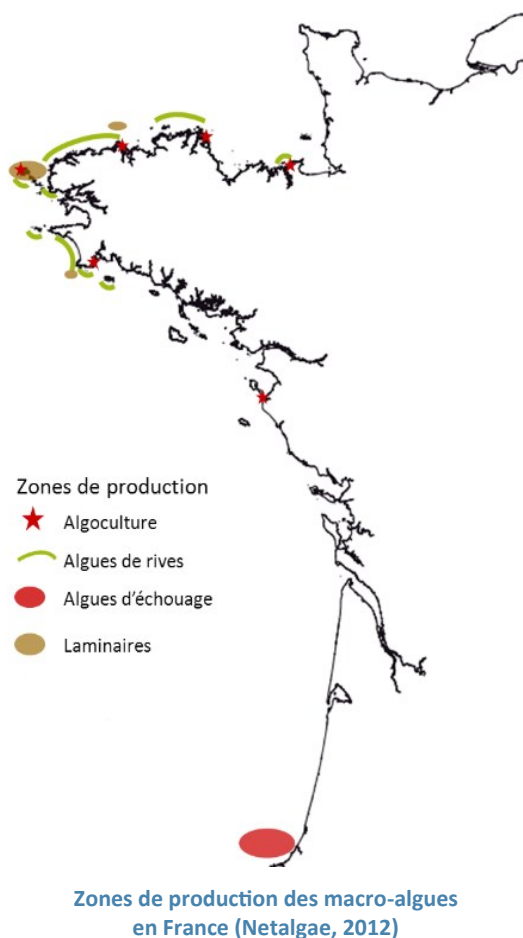 Zones de production
Algoculture
Algues de rives
Algues d'échouage
Laminaires
Zones de production des macro-algues
en France (Netalgae, 2012)